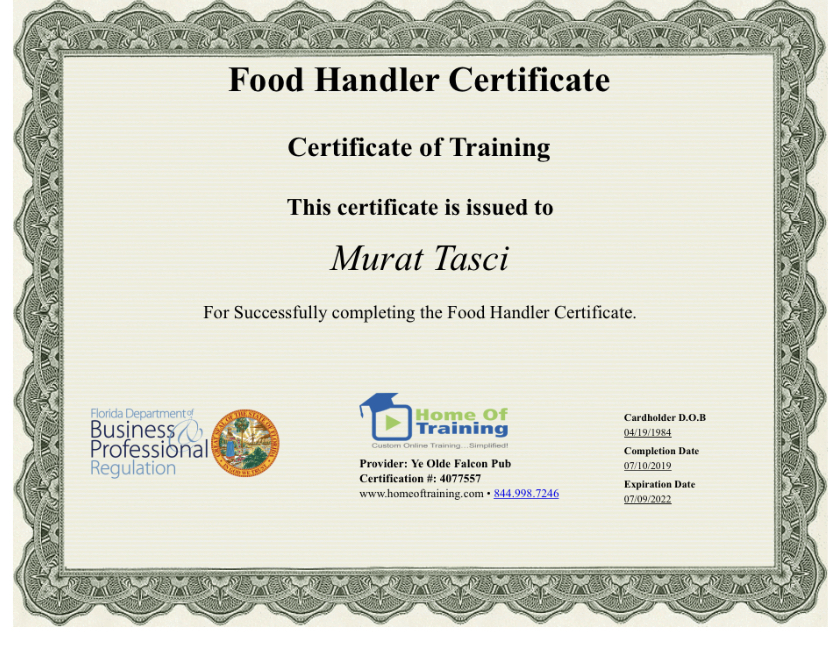 Food Handler Certificate
Certificate of Training
This certificate is issued to
Murat Tasci
For Successfully completing the Food Handler Certificate.
Florida Department of
Business &
Professional
Regulation
GREAT SEAL OF THE STATE OF FLORIDA
IN GOD WE TRUST
Home Of
Training
Custom Online Training...Simplified!
Provider: Ye Olde Falcon Pub
Certification #: 4077557
www.homeoftraining.com • 844.998.7246
Cardholder D.O.B
04/19/1984
Completion Date
07/10/2019
Expiration Date
07/09/2022